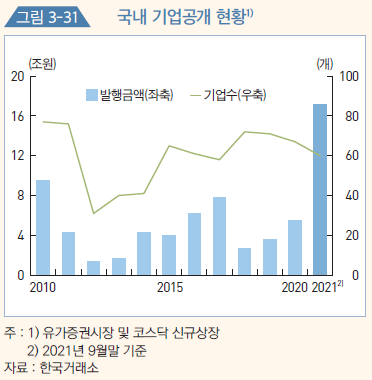 그림 3-31 국내 기업공개 현황1)
(조원) (개)
발행금액(좌축) 기업수(우축)
20 100
16 80
12 60
8 40
4 20
0 0
2010 2015 2020 20212)
주 : 1) 유가증권시장 및 코스닥 신규상장
2) 2021년 9월말 기준
자료 : 한국거래소